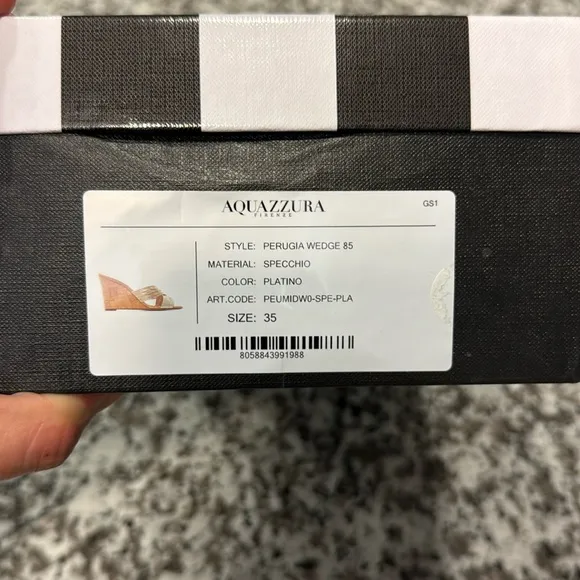 AQUAZZURA
FIRENZE
GS1
STYLE: PERUGIA WEDGE 85
MATERIAL: SPECCHIO
COLOR: PLATINO
ART.CODE: PEUMIDW0-SPE-PLA
SIZE: 35
8058843991988